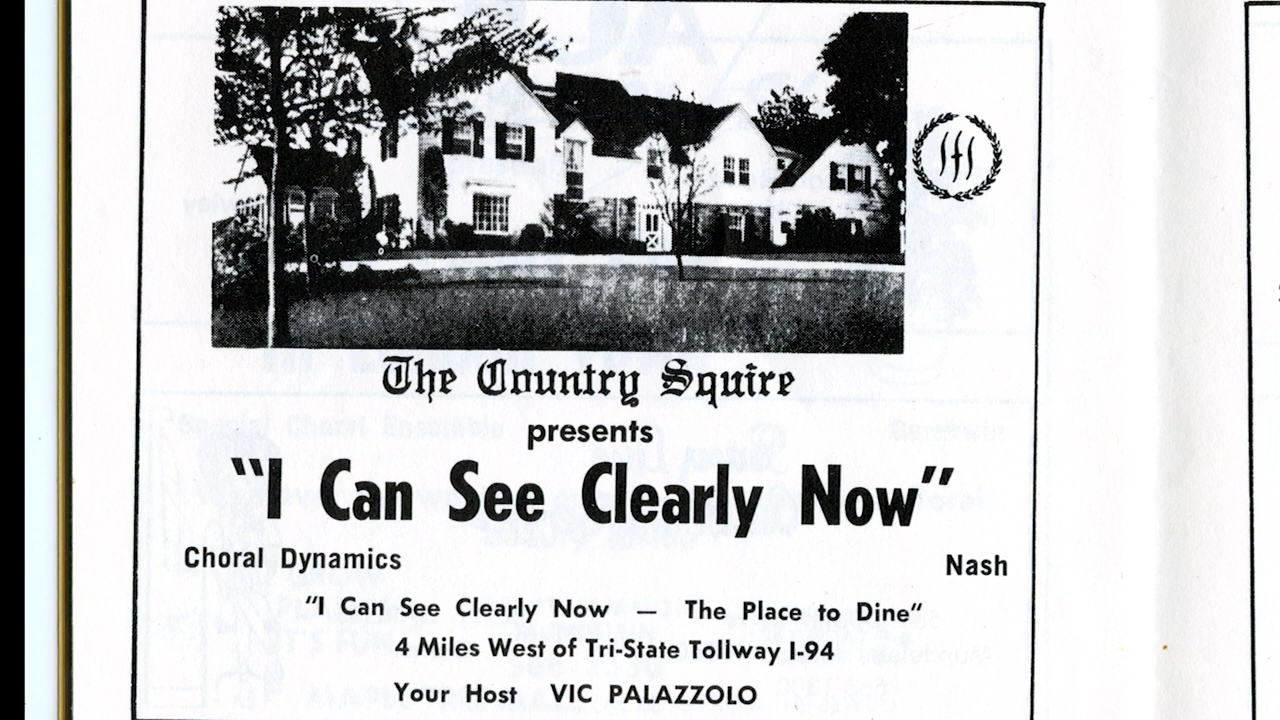 The Country Squire
presents
"I Can See Clearly Now"
Choral Dynamics Nash
"I Can See Clearly Now — The Place to Dine"
4 Miles West of Tri-State Tollway I-94
Your Host VIC PALAZZOLO